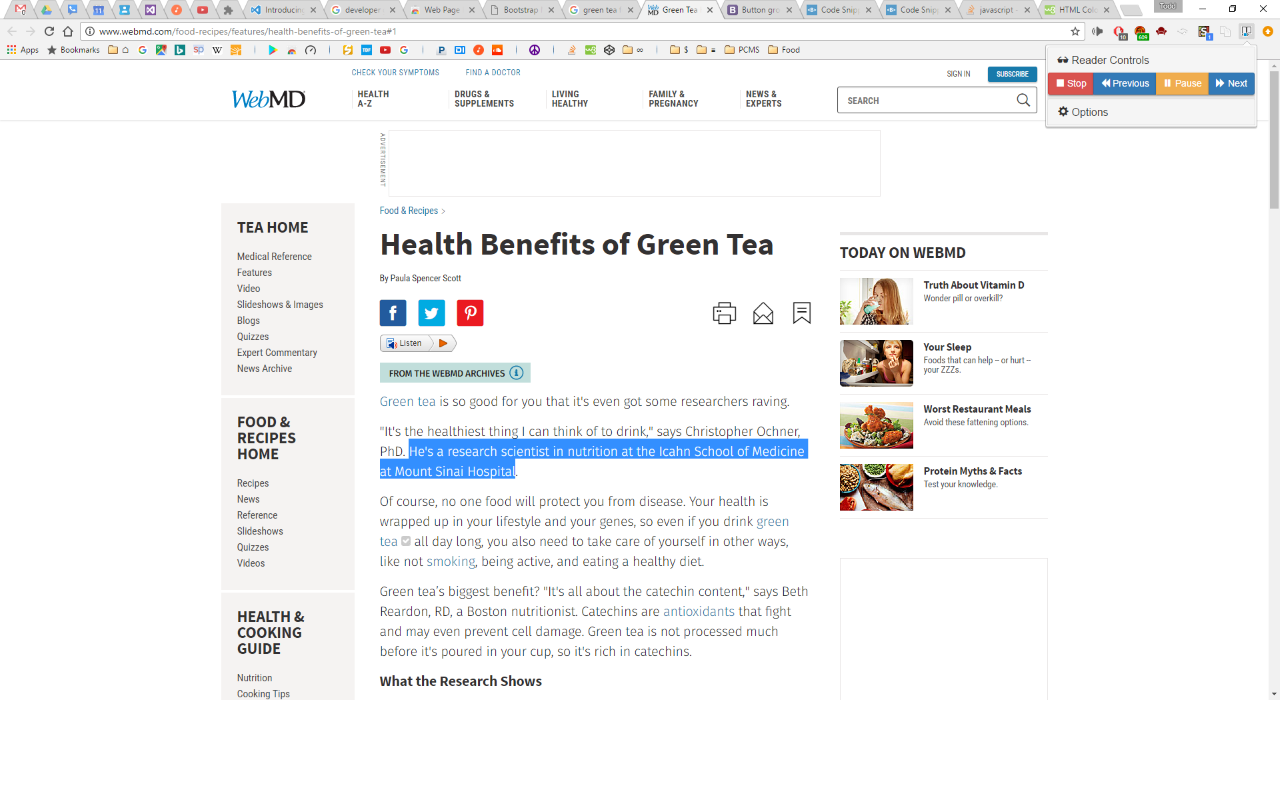 Introducing
developer
Web Page
Bootstrap
green tea
Green Tea
Button gro
Code Snipp
Code Snipp
javascript -
HTML Colo
Todd
www.webmd.com/food-recipes/features/health-benefits-of-green-tea#1
Apps
Bookmarks
PCMS
Food
Reader Controls
Stop
Previous
Pause
Next
Options
CHECK YOUR SYMPTOMS
FIND A DOCTOR
SIGN IN
SUBSCRIBE
WebMD
HEALTH
A-Z
DRUGS &
SUPPLEMENTS
LIVING
HEALTHY
FAMILY &
PREGNANCY
NEWS &
EXPERTS
SEARCH
ADVERTISEMENT
TEA HOME
Medical Reference
Features
Video
Slideshows & Images
Blogs
Quizzes
Expert Commentary
News Archive
FOOD &
RECIPES
HOME
Recipes
News
Reference
Slideshows
Quizzes
Videos
HEALTH &
COOKING
GUIDE
Nutrition
Cooking Tips
Food & Recipes >
Health Benefits of Green Tea
By Paula Spencer Scott
Listen
FROM THE WEBMD ARCHIVES
Green tea is so good for you that it's even got some researchers raving.
"It's the healthiest thing I can think of to drink," says Christopher Ochner,
PhD. He's a research scientist in nutrition at the Icahn School of Medicine
at Mount Sinai Hospital.
Of course, no one food will protect you from disease. Your health is
wrapped up in your lifestyle and your genes, so even if you drink green
tea all day long, you also need to take care of yourself in other ways,
like not smoking, being active, and eating a healthy diet.
Green tea’s biggest benefit? "It's all about the catechin content," says Beth
Reardon, RD, a Boston nutritionist. Catechins are antioxidants that fight
and may even prevent cell damage. Green tea is not processed much
before it's poured in your cup, so it's rich in catechins.
What the Research Shows
TODAY ON WEBMD
Truth About Vitamin D
Wonder pill or overkill?
Your Sleep
Foods that can help – or hurt –
your ZZZs.
Worst Restaurant Meals
Avoid these fattening options.
Protein Myths & Facts
Test your knowledge.